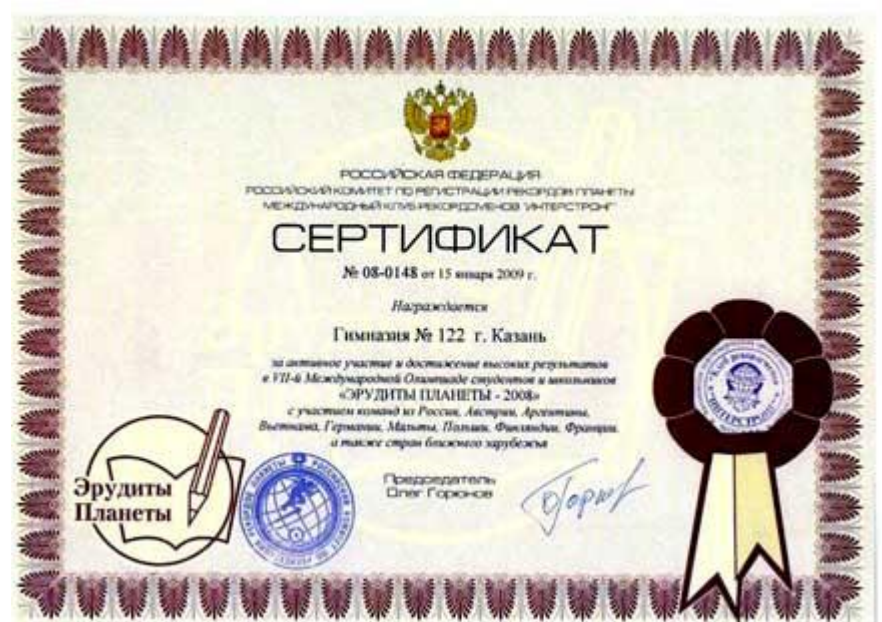 РОССИЙСКАЯ ФЕДЕРАЦИЯ
РОССИЙСКИЙ КОМИТЕТ ПО РЕГИСТРАЦИИ РЕКОРДОВ ПЛАНЕТЫ
МЕЖДУНАРОДНЫЙ КЛУБ РЕКОРДСМЕНОВ "ИНТЕРСТРОНГ"
СЕРТИФИКАТ
№ 08-0148 от 15 января 2009 г.
Награждается
Гимназия № 122 г. Казань
за активное участие и достижение высоких результатов
в VII-й Международной Олимпиаде студентов и школьников
«ЭРУДИТЫ ПЛАНЕТЫ - 2008»
с участием команд из России, Австрии, Аргентины,
Вьетнама, Германии, Мальты, Польши, Финляндии, Франции,
а также стран ближнего зарубежья
Председатель
Олег Горюнов
Эрудиты
Планеты